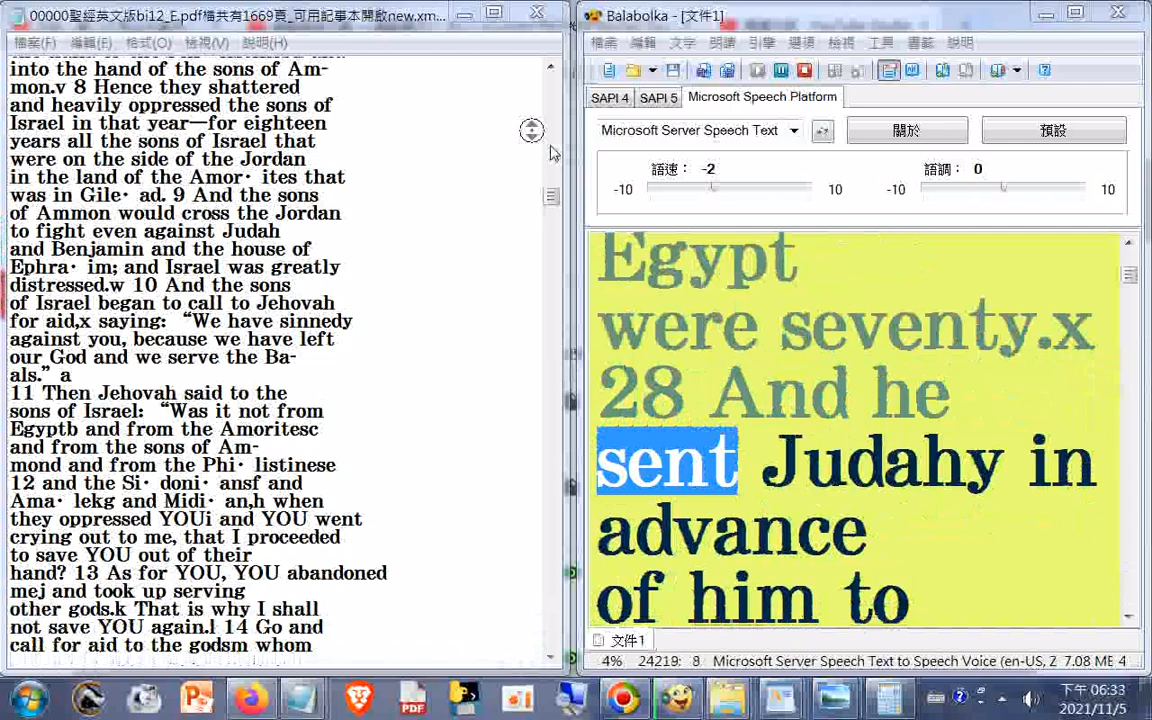 00000聖經英文版bi12_E.pdf檔共有1669頁_可用記事本開啟new.xm...
檔案(F) 編輯(E) 格式(O) 檢視(V) 說明(H)
into the hand of the sons of Am-
mon.v 8 Hence they shattered
and heavily oppressed the sons of
Israel in that year—for eighteen
years all the sons of Israel that
were on the side of the Jordan
in the land of the Amor· ites that
was in Gile· ad. 9 And the sons
of Ammon would cross the Jordan
to fight even against Judah
and Benjamin and the house of
Ephra· im; and Israel was greatly
distressed.w 10 And the sons
of Israel began to call to Jehovah
for aid,x saying: “We have sinnedy
against you, because we have left
our God and we serve the Ba-
als.” a
11 Then Jehovah said to the
sons of Israel: “Was it not from
Egyptb and from the Amoritesc
and from the sons of Am-
mond and from the Phi· listinese
12 and the Si· doni· ansf and
Ama· lekg and Midi· an,h when
they oppressed YOUi and YOU went
crying out to me, that I proceeded
to save YOU out of their
hand? 13 As for YOU, YOU abandoned
mej and took up serving
other gods.k That is why I shall
not save YOU again.l 14 Go and
call for aid to the godsm whom
Balabolka - [文件1]
檔案 編輯 文字 朗讀 引擎 選項 檢視 工具 書籤 說明
SAPI 4 SAPI 5 Microsoft Speech Platform
Microsoft Server Speech Text 關於 預設
語速： -2 語調： 0
-10 10 -10 10
Egypt
were seventy.x
28 And he
sent Judahy in
advance
of him to
文件1
4% 24219: 8 Microsoft Server Speech Text to Speech Voice (en-US, Z 7.08 MB 4
PDF
下午 06:33
2021/11/5